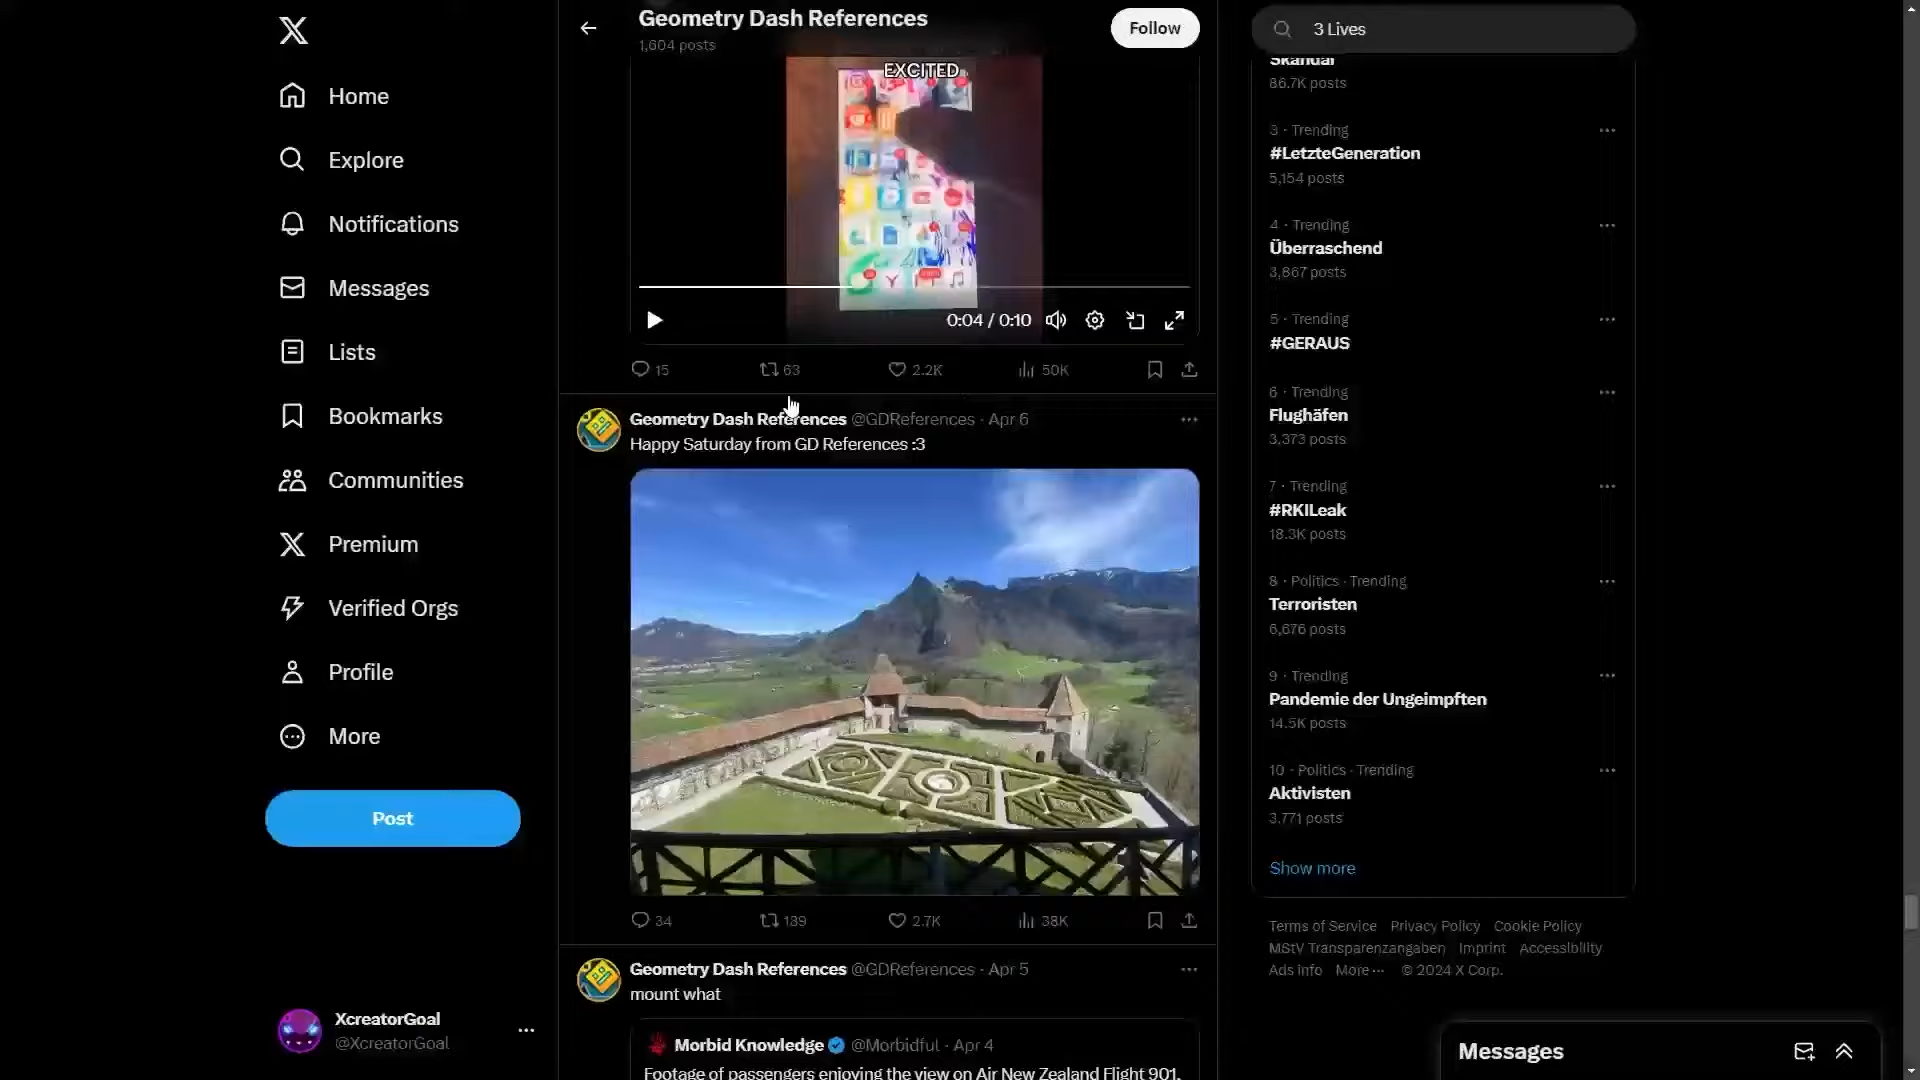 Home
Explore
Notifications
Messages
Lists
Bookmarks
Communities
Premium
Verified Orgs
Profile
More
Post
XcreatorGoal
@XcreatorGoal
Geometry Dash References
1,604 posts
Follow
EXCITED
0:04 / 0:10
15
63
2.2K
50K
Geometry Dash References @GDReferences · Apr 6
Happy Saturday from GD References :3
34
139
2.7K
38K
Geometry Dash References @GDReferences · Apr 5
mount what
Morbid Knowledge @Morbidful · Apr 4
Footage of passengers enjoying the view on Air New Zealand Flight 901,
3 Lives
Skandal
86.7K posts
3 · Trending
#LetzteGeneration
5,154 posts
4 · Trending
Überraschend
3,867 posts
5 · Trending
#GERAUS
6 · Trending
Flughäfen
3,373 posts
7 · Trending
#RKILeak
18.3K posts
8 · Politics · Trending
Terroristen
6,676 posts
9 · Trending
Pandemie der Ungeimpften
14.5K posts
10 · Politics · Trending
Aktivisten
3.771 posts
Show more
Terms of Service Privacy Policy Cookie Policy
MStV Transparenzangaben Imprint Accessibility
Ads info More ··· © 2024 X Corp.
Messages